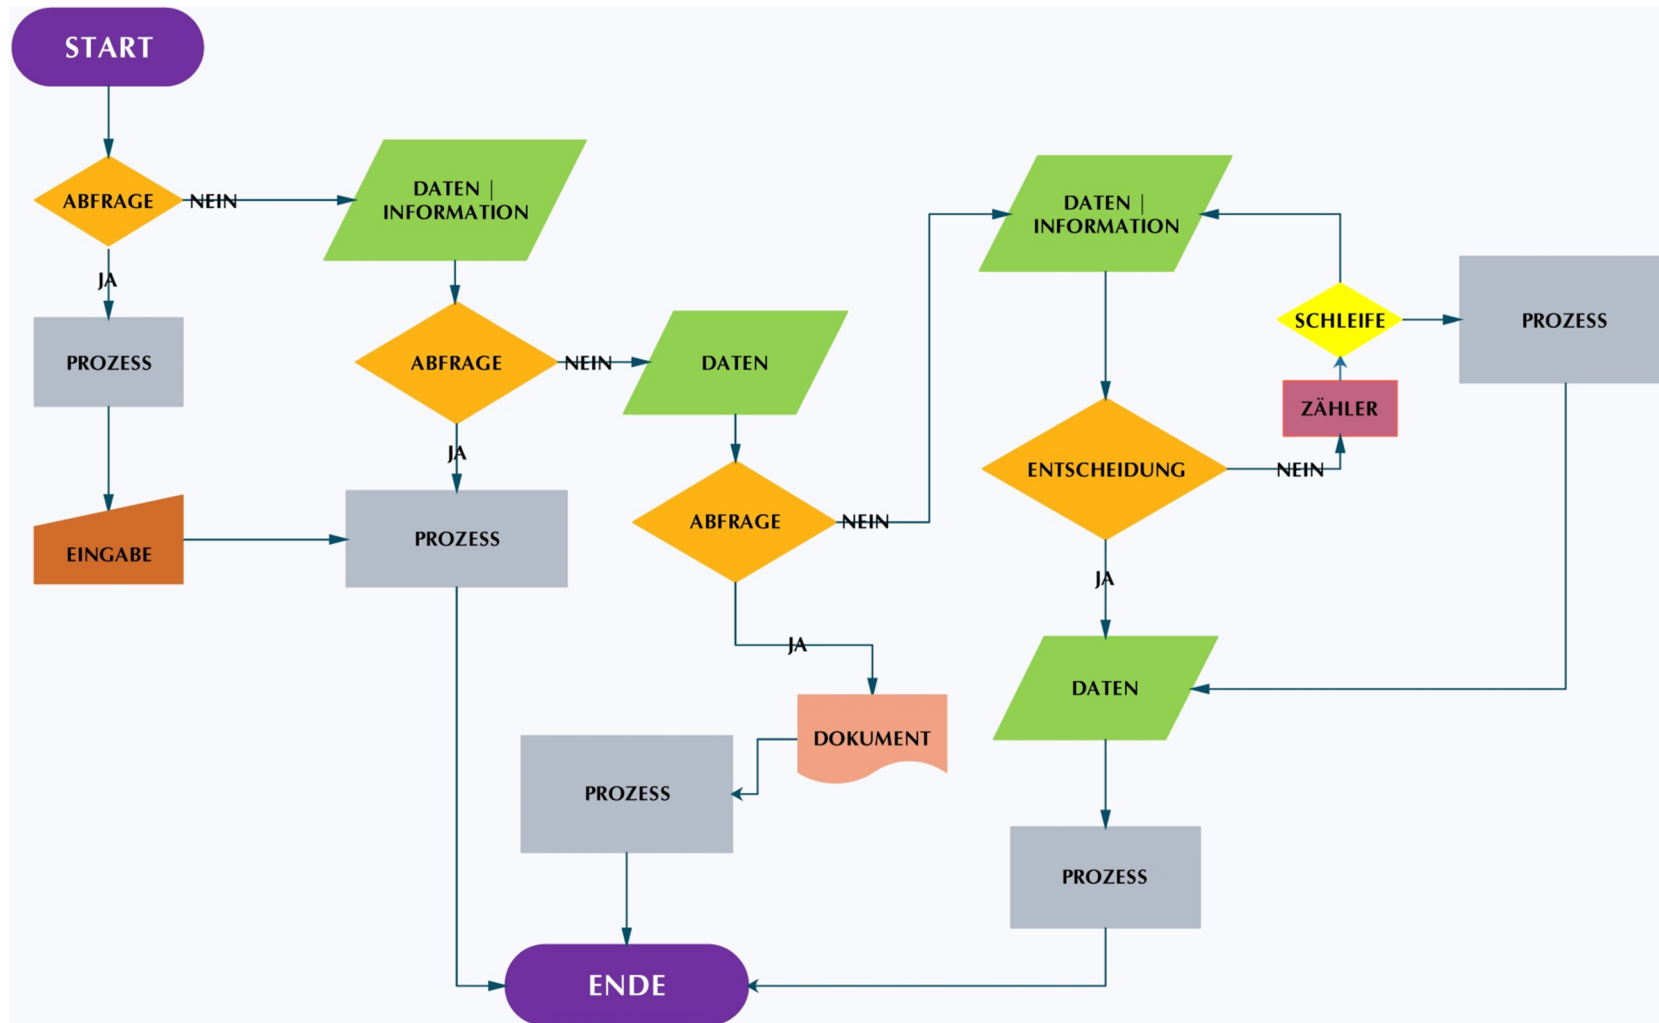 START
ABFRAGE
NEIN
DATEN |
INFORMATION
JA
PROZESS
EINGABE
ABFRAGE
NEIN
JA
PROZESS
DATEN
ABFRAGE
NEIN
JA
DOKUMENT
PROZESS
DATEN |
INFORMATION
ENTSCHEIDUNG
NEIN
ZÄHLER
SCHLEIFE
PROZESS
JA
DATEN
PROZESS
ENDE